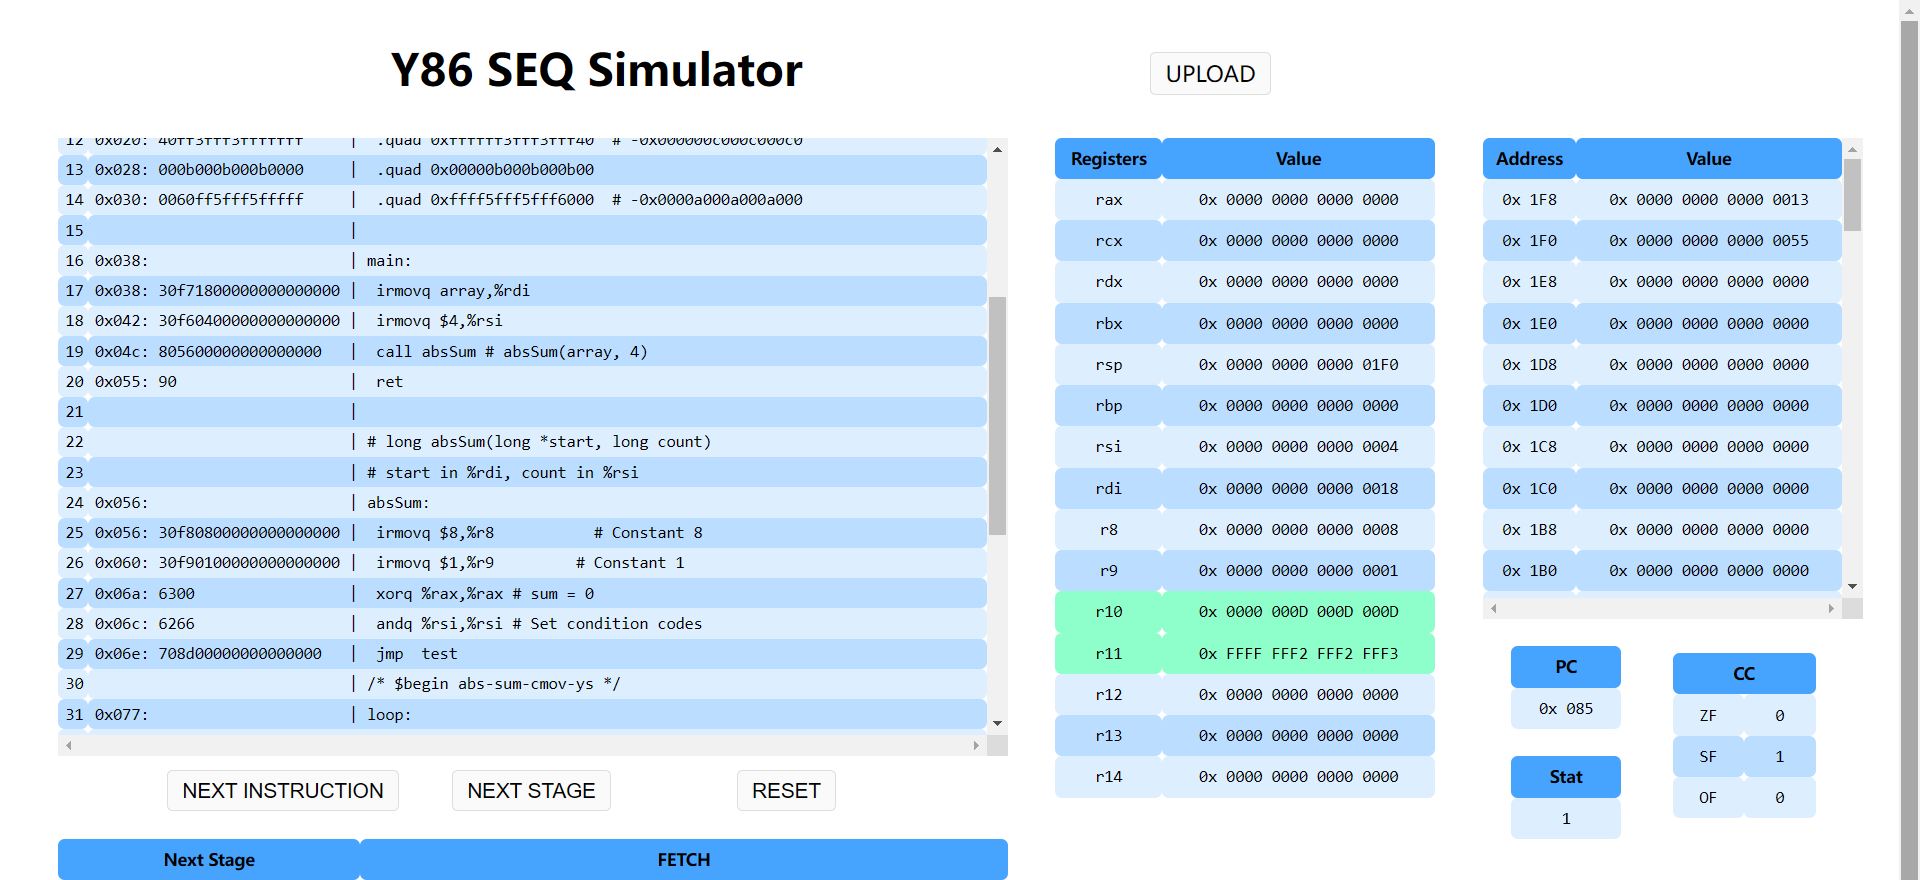 Y86 SEQ Simulator
UPLOAD
12 0x020: 40ff3fff3fffffff | .quad 0xffffff3fff3fff40 # -0x000000c000c000c0
13 0x028: 000b000b000b0000 | .quad 0x00000b000b000b00
14 0x030: 0060ff5fff5fffff | .quad 0xffff5fff5fff6000 # -0x0000a000a000a000
15 |
16 0x038: | main:
17 0x038: 30f71800000000000000 | irmovq array,%rdi
18 0x042: 30f60400000000000000 | irmovq $4,%rsi
19 0x04c: 805600000000000000 | call absSum # absSum(array, 4)
20 0x055: 90 | ret
21 |
22 | # long absSum(long *start, long count)
23 | # start in %rdi, count in %rsi
24 0x056: | absSum:
25 0x056: 30f80800000000000000 | irmovq $8,%r8 # Constant 8
26 0x060: 30f90100000000000000 | irmovq $1,%r9 # Constant 1
27 0x06a: 6300 | xorq %rax,%rax # sum = 0
28 0x06c: 6266 | andq %rsi,%rsi # Set condition codes
29 0x06e: 708d00000000000000 | jmp test
30 | /* $begin abs-sum-cmov-ys */
31 0x077: | loop:
NEXT INSTRUCTION
NEXT STAGE
RESET
Next Stage FETCH
Registers Value
rax 0x 0000 0000 0000 0000
rcx 0x 0000 0000 0000 0000
rdx 0x 0000 0000 0000 0000
rbx 0x 0000 0000 0000 0000
rsp 0x 0000 0000 0000 01F0
rbp 0x 0000 0000 0000 0000
rsi 0x 0000 0000 0000 0004
rdi 0x 0000 0000 0000 0018
r8 0x 0000 0000 0000 0008
r9 0x 0000 0000 0000 0001
r10 0x 0000 000D 000D 000D
r11 0x FFFF FFF2 FFF2 FFF3
r12 0x 0000 0000 0000 0000
r13 0x 0000 0000 0000 0000
r14 0x 0000 0000 0000 0000
Address Value
0x 1F8 0x 0000 0000 0000 0013
0x 1F0 0x 0000 0000 0000 0055
0x 1E8 0x 0000 0000 0000 0000
0x 1E0 0x 0000 0000 0000 0000
0x 1D8 0x 0000 0000 0000 0000
0x 1D0 0x 0000 0000 0000 0000
0x 1C8 0x 0000 0000 0000 0000
0x 1C0 0x 0000 0000 0000 0000
0x 1B8 0x 0000 0000 0000 0000
0x 1B0 0x 0000 0000 0000 0000
PC
0x 085
Stat
1
CC
ZF 0
SF 1
OF 0